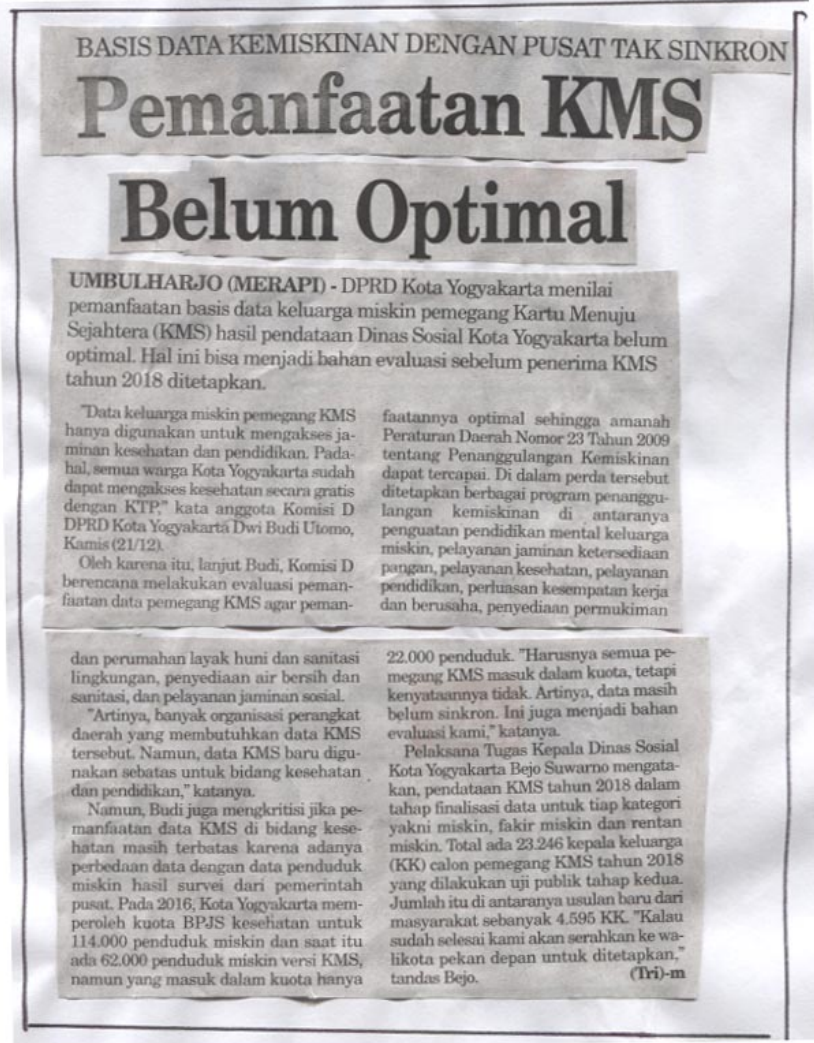 BASIS DATA KEMISKINAN DENGAN PUSAT TAK SINKRON
Pemanfaatan KMS
Belum Optimal
UMBULHARJO (MERAPI) - DPRD Kota Yogyakarta menilai
pemanfaatan basis data keluarga miskin pemegang Kartu Menuju
Sejahtera (KMS) hasil pendataan Dinas Sosial Kota Yogyakarta belum
optimal. Hal ini bisa menjadi bahan evaluasi sebelum penerima KMS
tahun 2018 ditetapkan.
"Data keluarga miskin pemegang KMS
hanya digunakan untuk mengakses ja-
minan kesehatan dan pendidikan. Pada-
hal, semua warga Kota Yogyakarta sudah
dapat mengakses kesehatan secara gratis
dengan KTP," kata anggota Komisi D
DPRD Kota Yogyakarta Dwi Budi Utomo,
Kamis (21/12).
Oleh karena itu, lanjut Budi, Komisi D
berencana melakukan evaluasi peman-
faatan data pemegang KMS agar peman-
faatannya optimal sehingga amanah
Peraturan Daerah Nomor 23 Tahun 2009
tentang Penanggulangan Kemiskinan
dapat tercapai. Di dalam perda tersebut
ditetapkan berbagai program penanggu-
langan kemiskinan di antaranya
penguatan pendidikan mental keluarga
miskin, pelayanan jaminan ketersediaan
pangan, pelayanan kesehatan, pelayanan
pendidikan, perluasan kesempatan kerja
dan berusaha, penyediaan permukiman
dan perumahan layak huni dan sanitasi
lingkungan, penyediaan air bersih dan
sanitasi, dan pelayanan jaminan sosial.
"Artinya, banyak organisasi perangkat
daerah yang membutuhkan data KMS
tersebut. Namun, data KMS baru digu-
nakan sebatas untuk bidang kesehatan
dan pendidikan," katanya.
Namun, Budi juga mengkritisi jika pe-
manfaatan data KMS di bidang kese-
hatan masih terbatas karena adanya
perbedaan data dengan data penduduk
miskin hasil survei dari pemerintah
pusat. Pada 2016, Kota Yogyakarta mem-
peroleh kuota BPJS kesehatan untuk
114.000 penduduk miskin dan saat itu
ada 62.000 penduduk miskin versi KMS,
namun yang masuk dalam kuota hanya
22.000 penduduk. "Harusnya semua pe-
megang KMS masuk dalam kuota, tetapi
kenyataannya tidak. Artinya, data masih
belum sinkron. Ini juga menjadi bahan
evaluasi kami," katanya.
Pelaksana Tugas Kepala Dinas Sosial
Kota Yogyakarta Bejo Suwarno mengata-
kan, pendataan KMS tahun 2018 dalam
tahap finalisasi data untuk tiap kategori
yakni miskin, fakir miskin dan rentan
miskin. Total ada 23.246 kepala keluarga
(KK) calon pemegang KMS tahun 2018
yang dilakukan uji publik tahap kedua.
Jumlah itu di antaranya usulan baru dari
masyarakat sebanyak 4.595 KK. "Kalau
sudah selesai kami akan serahkan ke wa-
likota pekan depan untuk ditetapkan,"
tandas Bejo. (Tri)-m